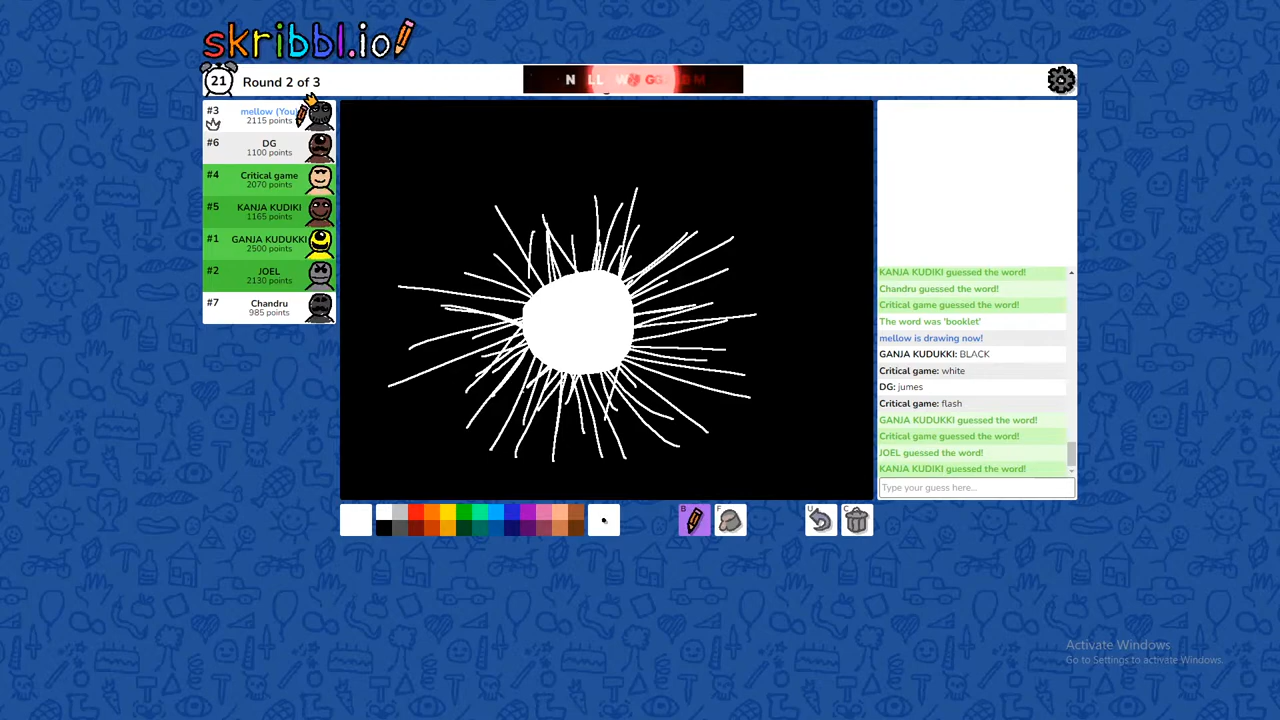 skribbl.io
21
Round 2 of 3
#3
mellow (You)
2115 points
#6
DG
1100 points
#4
Critical game
2070 points
#5
KANJA KUDIKI
1165 points
#1
GANJA KUDUKKI
2500 points
#2
JOEL
2130 points
#7
Chandru
985 points
KANJA KUDIKI guessed the word!
Chandru guessed the word!
Critical game guessed the word!
The word was 'booklet'
mellow is drawing now!
GANJA KUDUKKI: BLACK
Critical game: white
DG: jumes
Critical game: flash
GANJA KUDUKKI guessed the word!
Critical game guessed the word!
JOEL guessed the word!
KANJA KUDIKI guessed the word!
Type your guess here...
B
F
U
C
Activate Windows
Go to Settings to activate Windows.